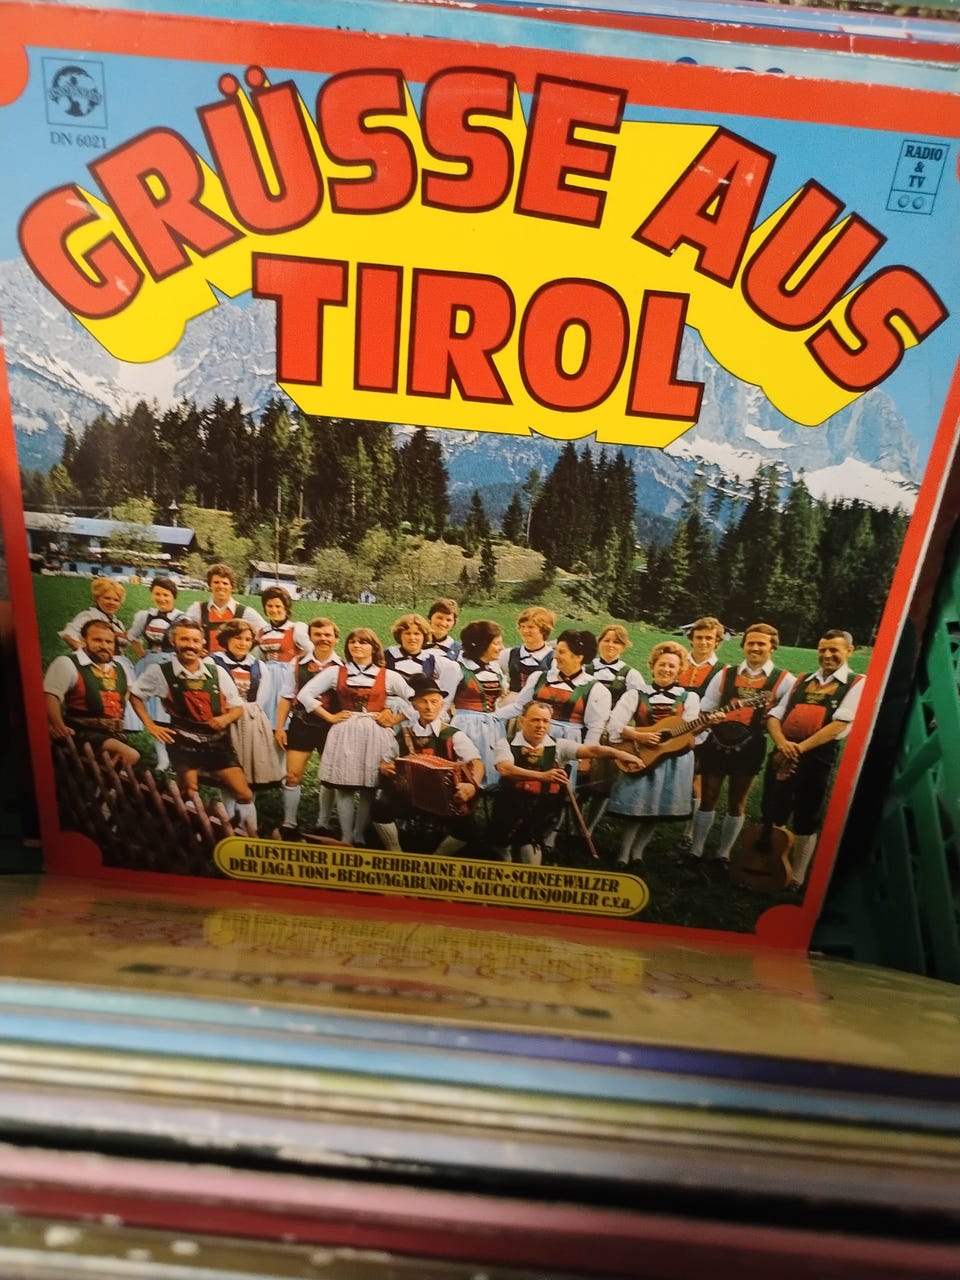 DN 6021
GRÜSSE AUS
TIROL
RADIO
&
TV
KUFSTEINER LIED•REHBRAUNE AUGEN•SCHNEEWALZER
DER JAGA TONI•BERGVAGABUNDEN•KUCKUCKSJODLER e.v.a.